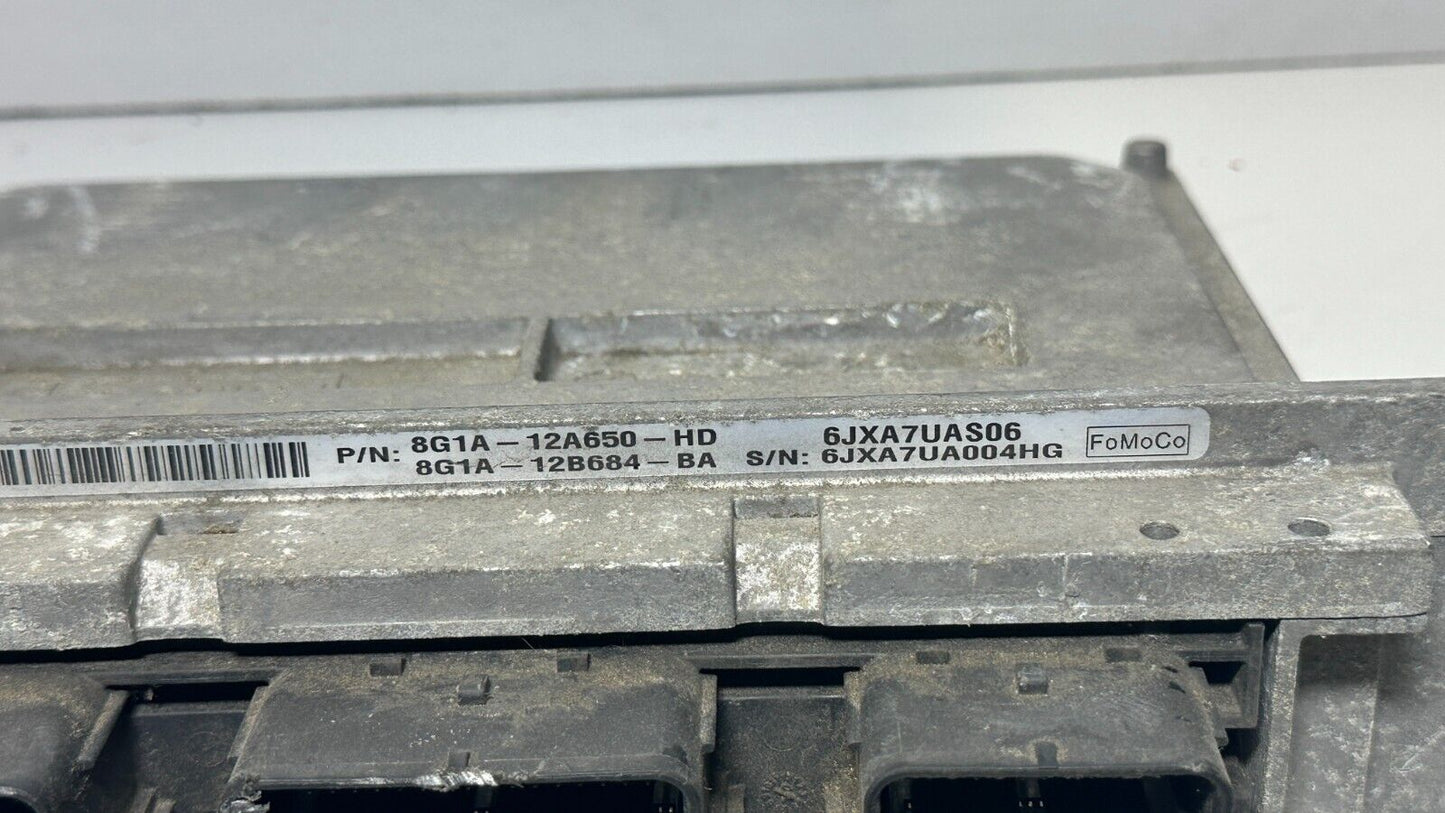 P/N: 8G1A-12A650-HD 6JXA7UAS06
8G1A-12B684-BA S/N: 6JXA7UA004HG
FoMoCo